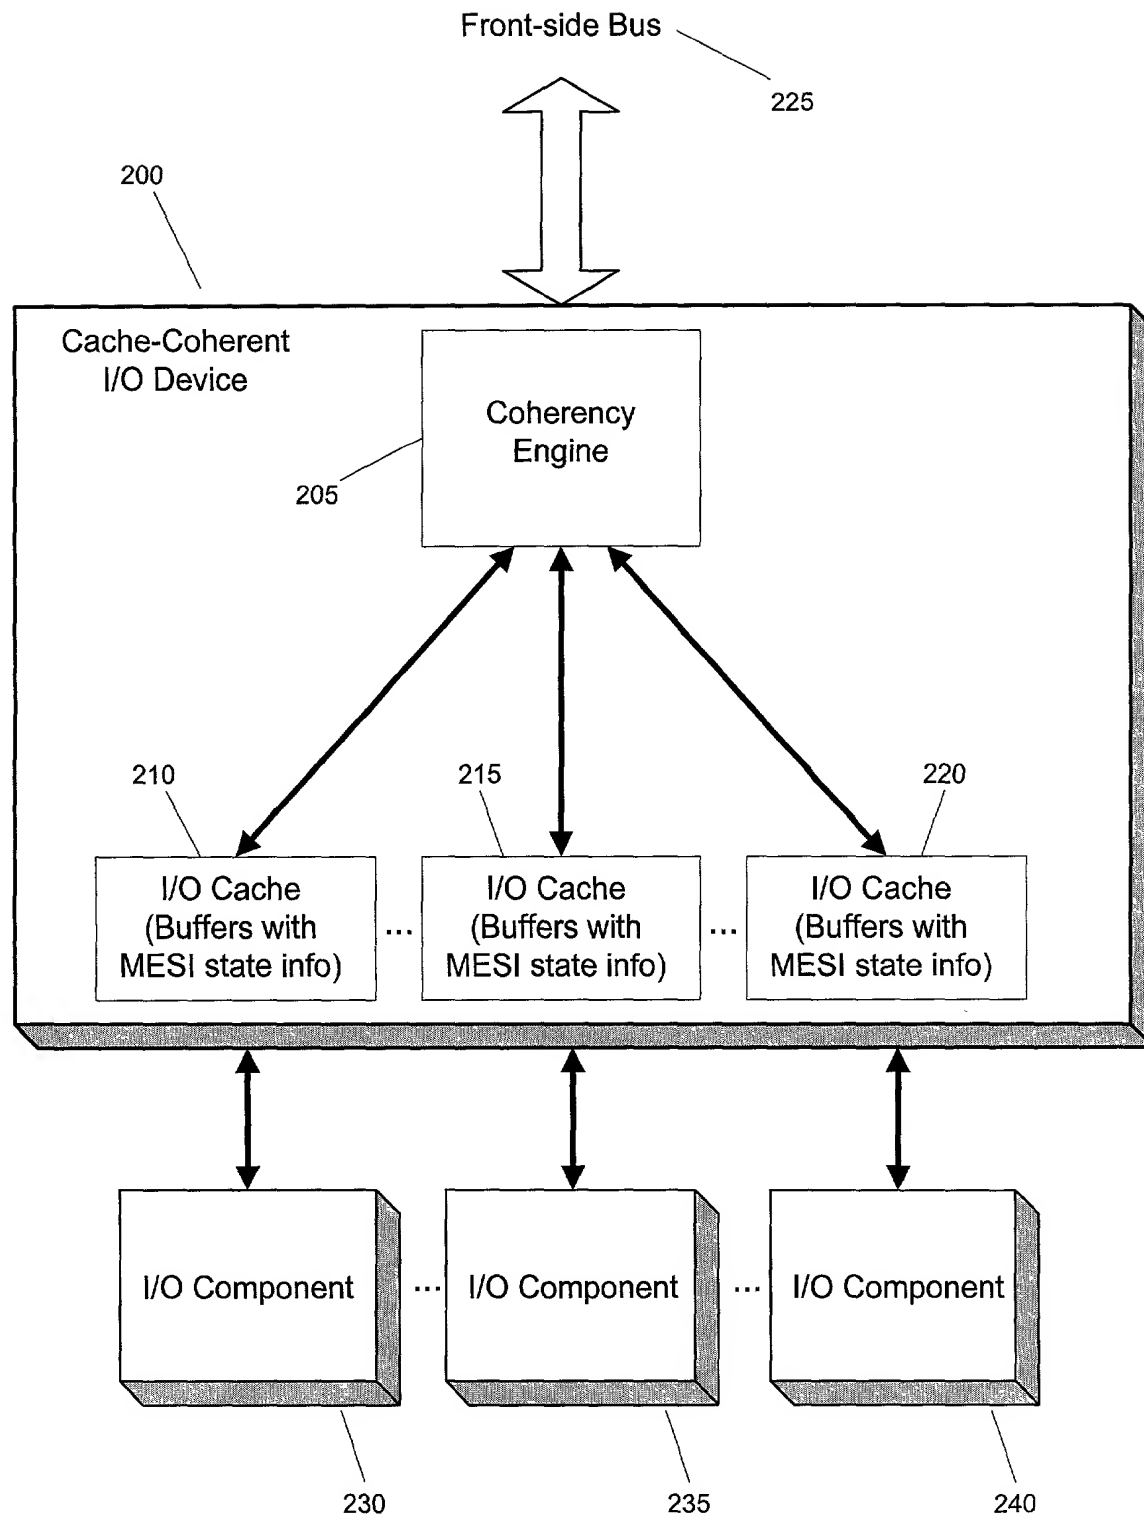 Front-side Bus
225
200
Cache-Coherent
I/O Device
Coherency
Engine
205
210
215
220
I/O Cache
(Buffers with
MESI state info)
...
I/O Cache
(Buffers with
MESI state info)
...
I/O Cache
(Buffers with
MESI state info)
I/O Component
...
I/O Component
...
I/O Component
230
235
240